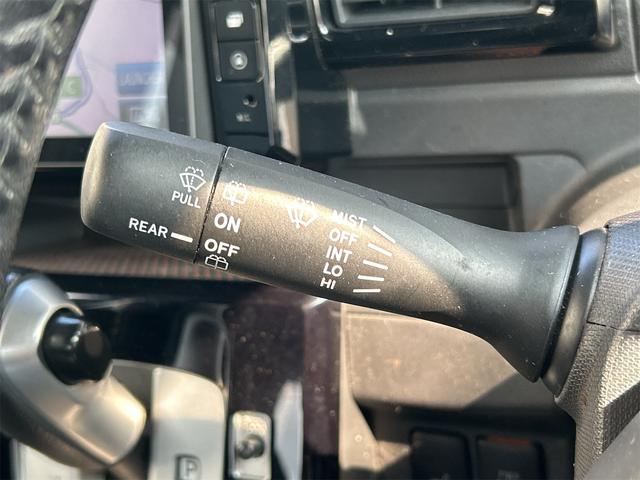 PULL
REAR
ON
OFF
MIST
OFF
INT
LO
HI
P